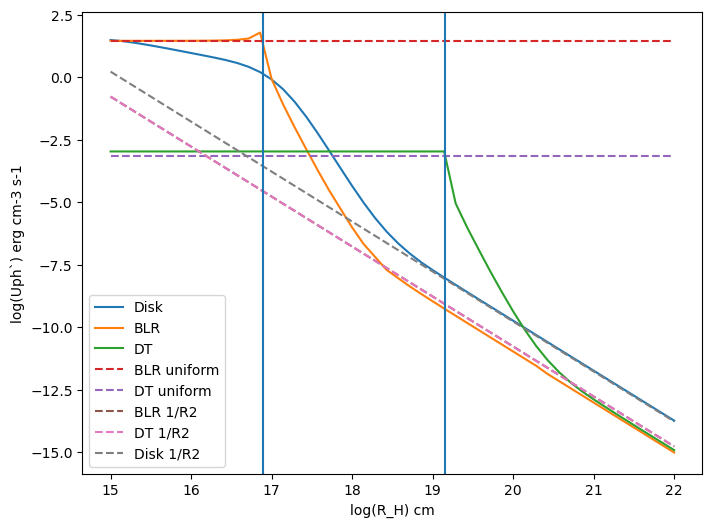 2.5
0.0
−2.5
−5.0
−7.5
−10.0
−12.5
−15.0
log(Uph`) erg cm-3 s-1
Disk
BLR
DT
BLR uniform
DT uniform
BLR 1/R2
DT 1/R2
Disk 1/R2
15 16 17 18 19 20 21 22
log(R_H) cm